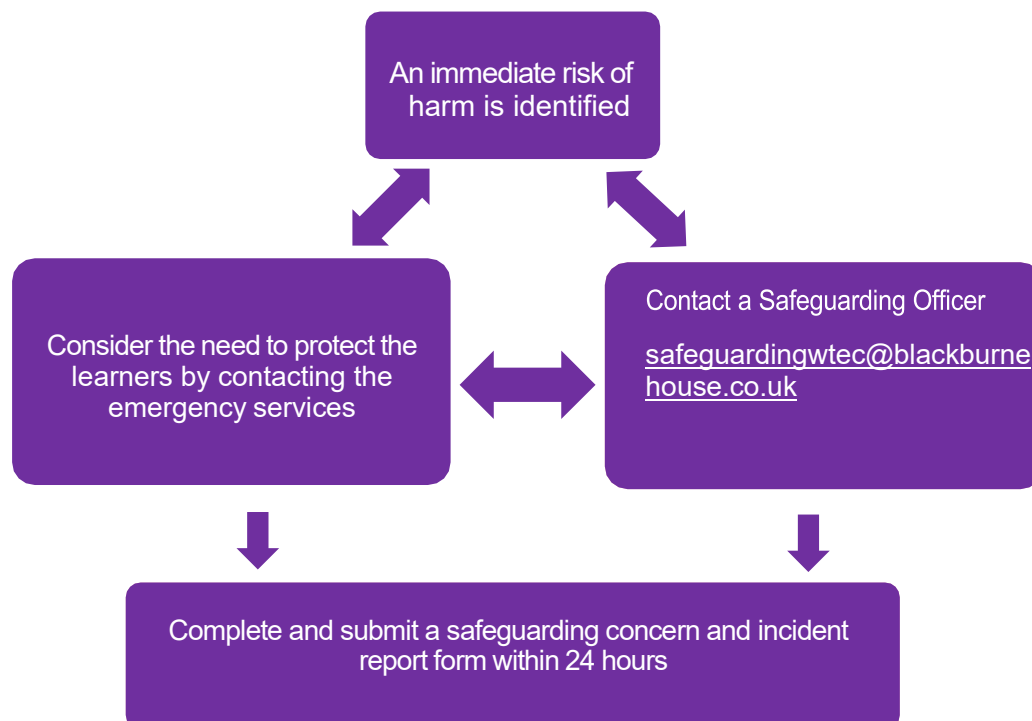 An immediate risk of
harm is identified
Consider the need to protect the
learners by contacting the
emergency services
Contact a Safeguarding Officer
safeguardingwtec@blackburne
house.co.uk
Complete and submit a safeguarding concern and incident
report form within 24 hours